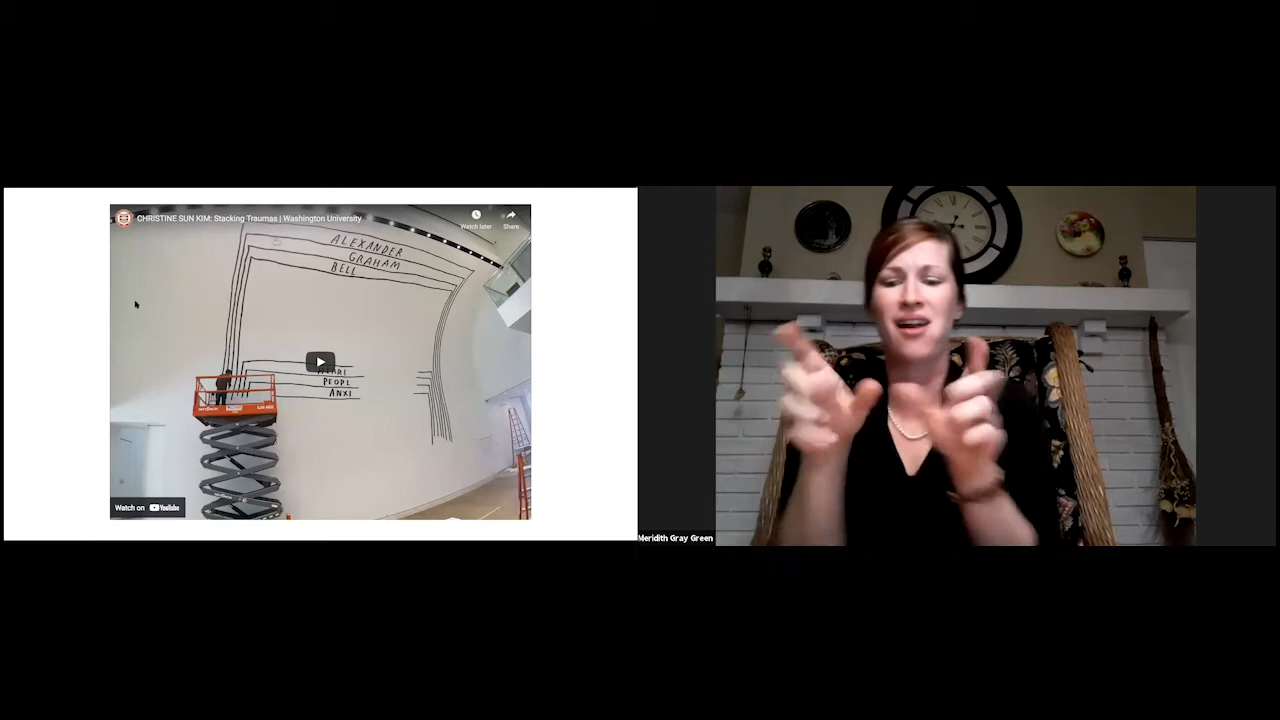 CHRISTINE SUN KIM: Stacking Traumas | Washington University
Watch later
Share
ALEXANDER
GRAHAM
BELL
PEOPL
ANXI
Watch on YouTube
Meridith Gray Green